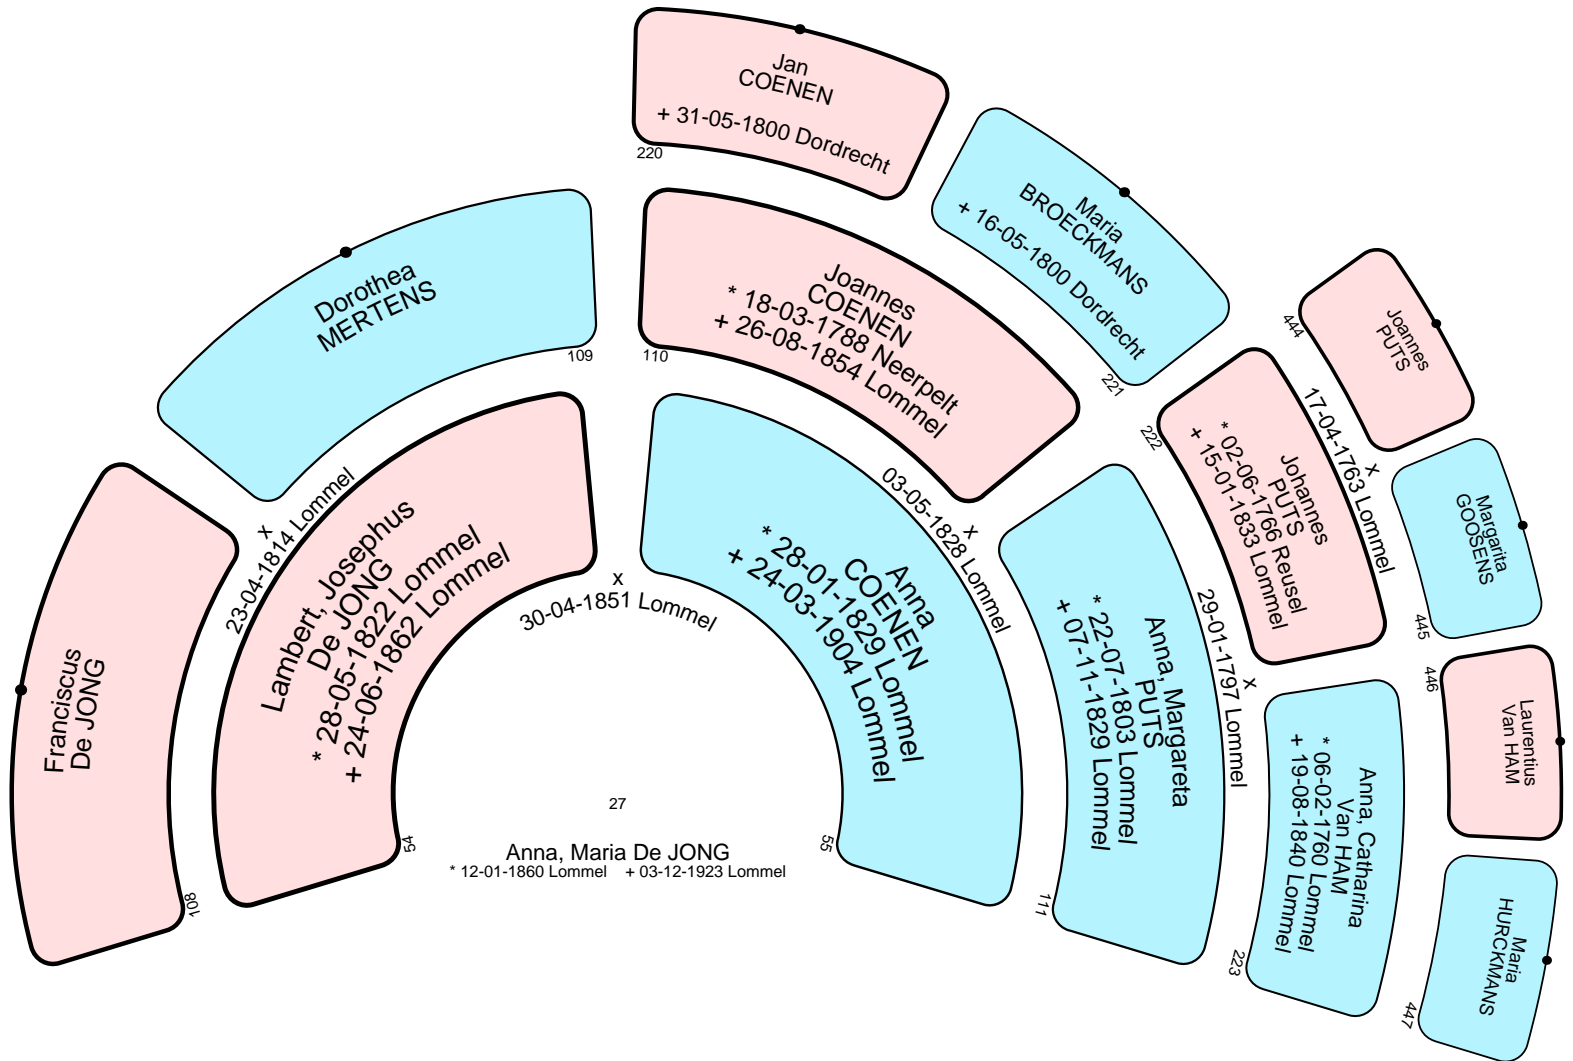 Jan
COENEN
+ 31-05-1800 Dordrecht
220
Maria
BROECKMANS
+ 16-05-1800 Dordrecht
221
Joannes
PUTS
444
17-04-1763 Lommel
x
Margarita
GOOSENS
445
Laurentius
Van HAM
446
Maria
HURCKMANS
447
Dorothea
MERTENS
109
Joannes
COENEN
* 18-03-1788 Neerpelt
+ 26-08-1854 Lommel
110
Johannes
PUTS
* 02-06-1766 Reusel
+ 15-01-1833 Lommel
222
x
29-01-1797 Lommel
Anna, Catharina
Van HAM
* 06-02-1760 Lommel
+ 19-08-1840 Lommel
223
Franciscus
De JONG
108
x
23-04-1814 Lommel
x
03-05-1828 Lommel
Anna, Margareta
PUTS
* 22-07-1803 Lommel
+ 07-11-1829 Lommel
111
Lambert, Josephus
De JONG
* 28-05-1822 Lommel
+ 24-06-1862 Lommel
54
x
30-04-1851 Lommel
Anna
COENEN
* 28-01-1829 Lommel
+ 24-03-1904 Lommel
55
27
Anna, Maria De JONG
* 12-01-1860 Lommel + 03-12-1923 Lommel